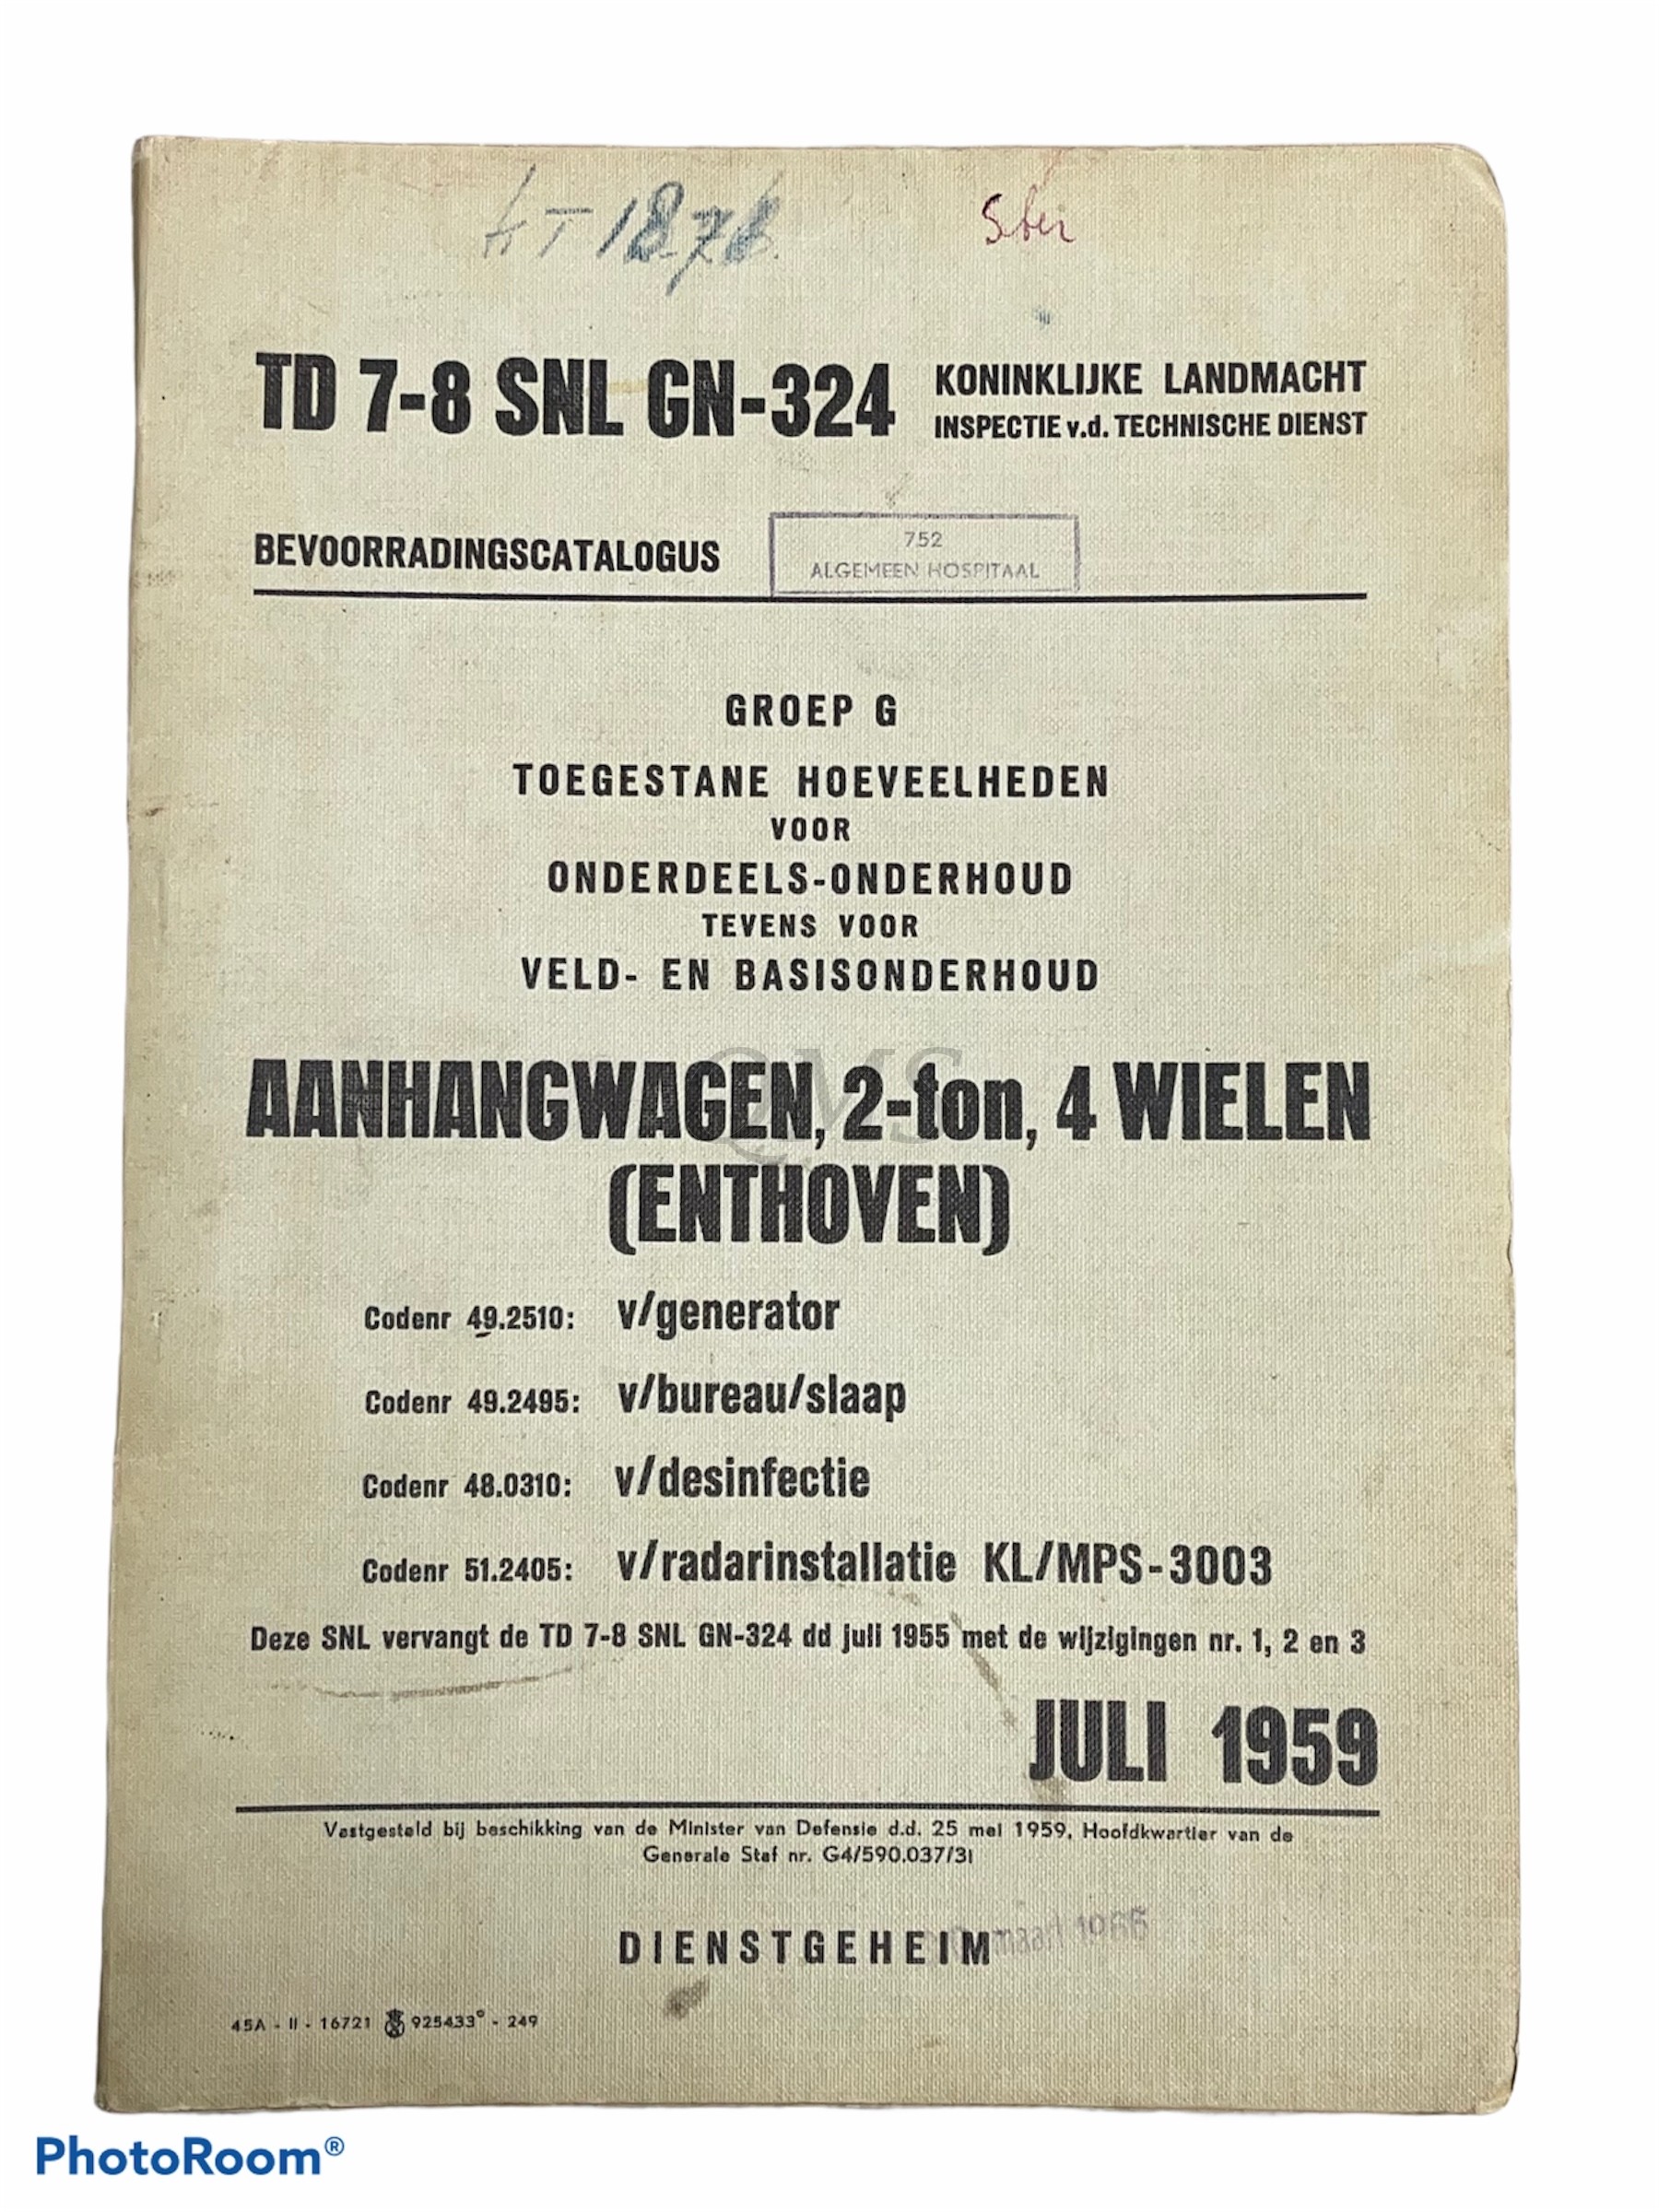 TD 7-8 SNL GN-324
KONINKLIJKE LANDMACHT
INSPECTIE v.d. TECHNISCHE DIENST
BEVOORRADINGSCATALOGUS
752
ALGEMEEN HOSPITAAL
GROEP G
TOEGESTANE HOEVEELHEDEN
VOOR
ONDERDEELS-ONDERHOUD
TEVENS VOOR
VELD- EN BASISONDERHOUD
QMS
AANHANGWAGEN, 2-ton, 4 WIELEN
(ENTHOVEN)
Codenr 49.2510: v/generator
Codenr 49.2495: v/bureau/slaap
Codenr 48.0310: v/desinfectie
Codenr 51.2405: v/radarinstallatie KL/MPS-3003
Deze SNL vervangt de TD 7-8 SNL GN-324 dd juli 1955 met de wijzigingen nr. 1, 2 en 3
JULI 1959
Vastgesteld bij beschikking van de Minister van Defensie d.d. 25 mei 1959, Hoofdkwartier van de
Generale Staf nr. G4/590.037/3I
DIENSTGEHEIM
maart 1966
45A - II - 16721 925433° - 249
PhotoRoom®